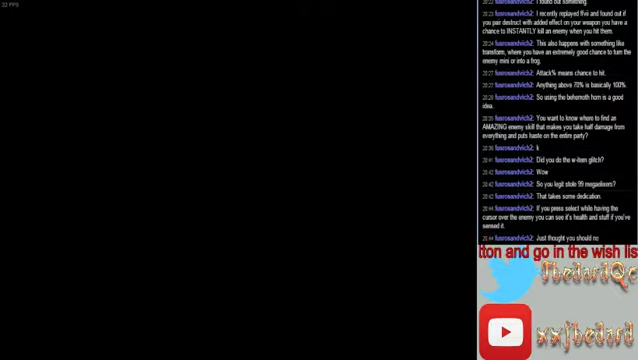 22 FPS
20:22 fusrosandvich2: I found out something.
20:23 fusrosandvich2: I recently replayed ffvii and found out if
you pair destruct with added effect on your weapon you have a
chance to INSTANTLY kill an enemy when you hit them.
20:24 fusrosandvich2: This also happens with something like
transform, where you have an extremely good chance to turn the
enemy mini or into a frog.
20:27 fusrosandvich2: Attack% means chance to hit.
20:27 fusrosandvich2: Anything above 70% is basically 100%.
20:28 fusrosandvich2: So using the behemoth horn is a good
idea.
fusrosandvich2: You want to know where to find an
AMAZING enemy skill that makes you take half damage from
everything and puts haste on the entire party?
fusrosandvich2: k
20:41 fusrosandvich2: Did you do the w-item glitch?
20:42 fusrosandvich2: Wow
20:42 fusrosandvich2: So you legit stole 99 megaelixers?
20:42 fusrosandvich2: That takes some dedication.
20:44 fusrosandvich2: If you press select while having the
cursor over the enemy you can see it's health and stuff if you've
sensed it.
20:44 fusrosandvich2: Just thought you should no
tton and go in the wish lis
JbedardQc
xxjbedard